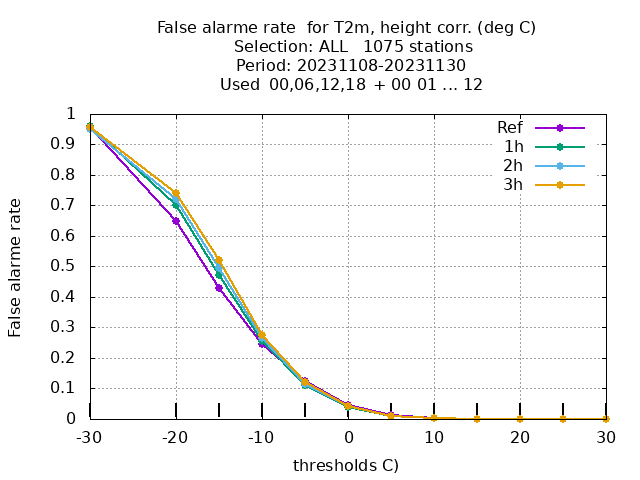 False alarme rate  for T2m, height corr. (deg C)
Selection: ALL   1075 stations
Period: 20231108-20231130
Used  00,06,12,18  + 00 01 ... 12
Ref
1h
2h
3h
1
0.9
0.8
0.7
0.6
0.5
0.4
0.3
0.2
0.1
0
False alarme rate
-30
-20
-10
0
10
20
30
thresholds C)